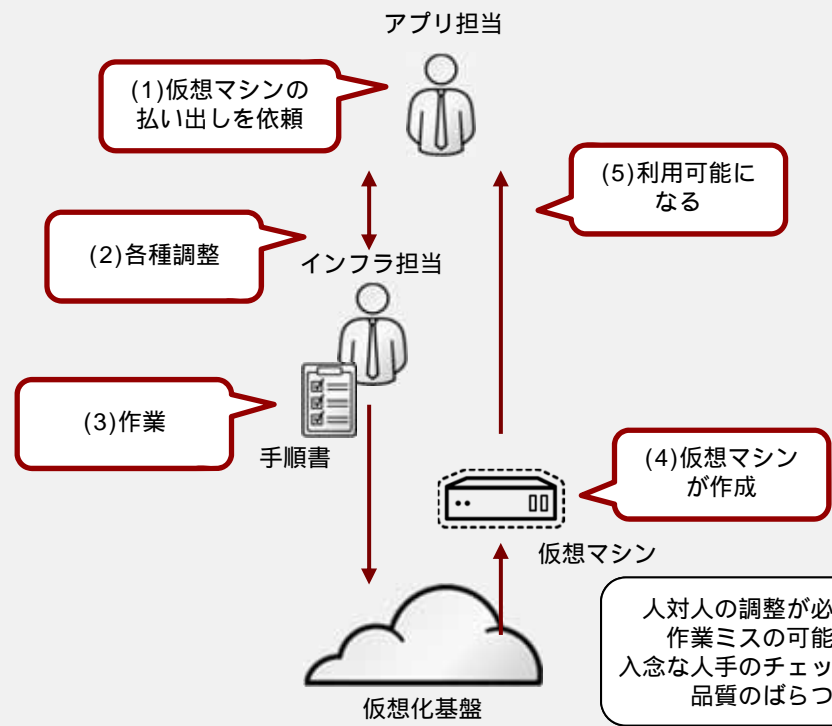 アプリ担当
(1)仮想マシンの
払い出しを依頼
(5)利用可能に
なる
(2)各種調整
インフラ担当
(3)作業
手順書
(4)仮想マシン
が作成
仮想マシン
人対人の調整が必
作業ミスの可能
入念な人手のチェッ
品質のばらつ
仮想化基盤